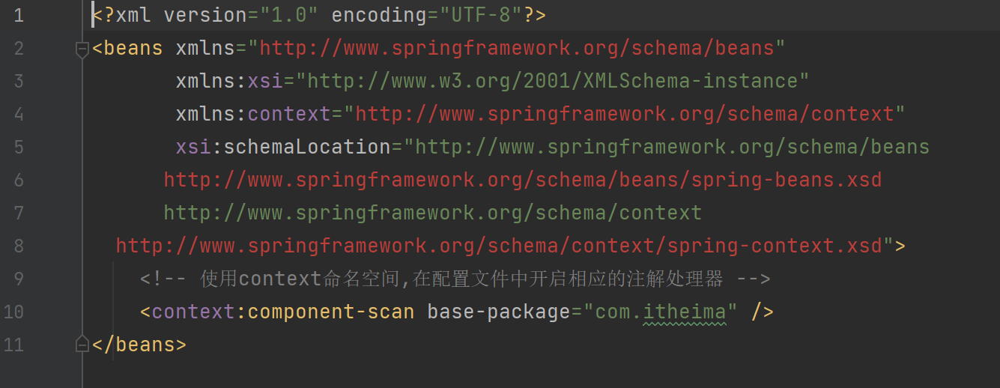 1 <?xml version="1.0" encoding="UTF-8"?>
2 <beans xmlns="http://www.springframework.org/schema/beans"
3 xmlns:xsi="http://www.w3.org/2001/XMLSchema-instance"
4 xmlns:context="http://www.springframework.org/schema/context"
5 xsi:schemaLocation="http://www.springframework.org/schema/beans
6 http://www.springframework.org/schema/beans/spring-beans.xsd
7 http://www.springframework.org/schema/context
8 http://www.springframework.org/schema/context/spring-context.xsd">
9 <!-- 使用context命名空间,在配置文件中开启相应的注解处理器 -->
10 <context:component-scan base-package="com.itheima" />
11 </beans>